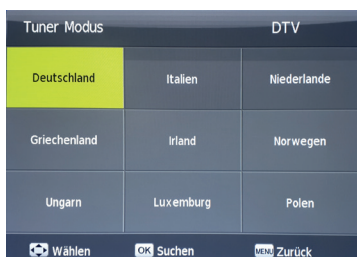 Tuner Modus DTV
Deutschland Italien Niederlande
Griechenland Irland Norwegen
Ungarn Luxemburg Polen
Wählen OK Suchen MENU Zurück